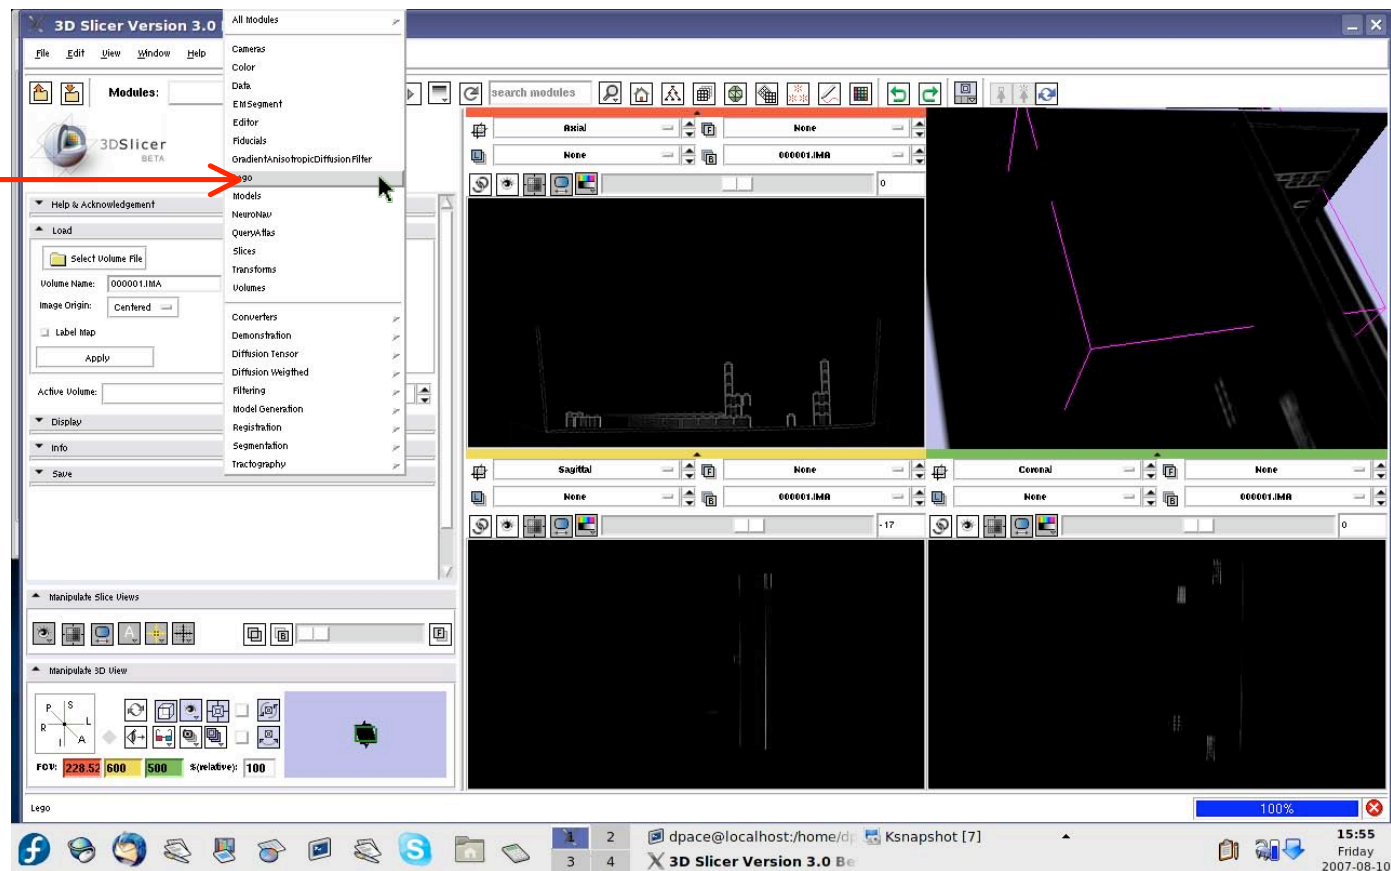 3D Slicer Version 3.0
File Edit View Window Help
Modules:
search modules
3DSlicer
BETA
All Modules
Cameras
Color
Data
EMSegment
Editor
Fiducials
GradientAnisotropicDiffusionFilter
Models
NeuroNav
QueryAtlas
Slices
Transforms
Volumes
Converters
Demonstration
Diffusion Tensor
Diffusion Weigthed
Filtering
Model Generation
Registration
Segmentation
Tractography
Help & Acknowledgement
Load
Select Volume File
Volume Name: 000001.IMA
Image Origin: Centered
Label Map
Apply
Active Volume:
Display
Info
Save
Manipulate Slice Views
A
B
F
Manipulate 3D View
P S
R L
I A
FOV: 228.52 600 500 %(relative): 100
Axial F None
None B 000001.IMA
0
Sagittal F None
None B 000001.IMA
-17
Coronal F None
None B 000001.IMA
0
Lego
100%
1 2
3 4
dpace@localhost:/home/dp
Ksnapshot [7]
3D Slicer Version 3.0 Be
15:55
Friday
2007-08-10